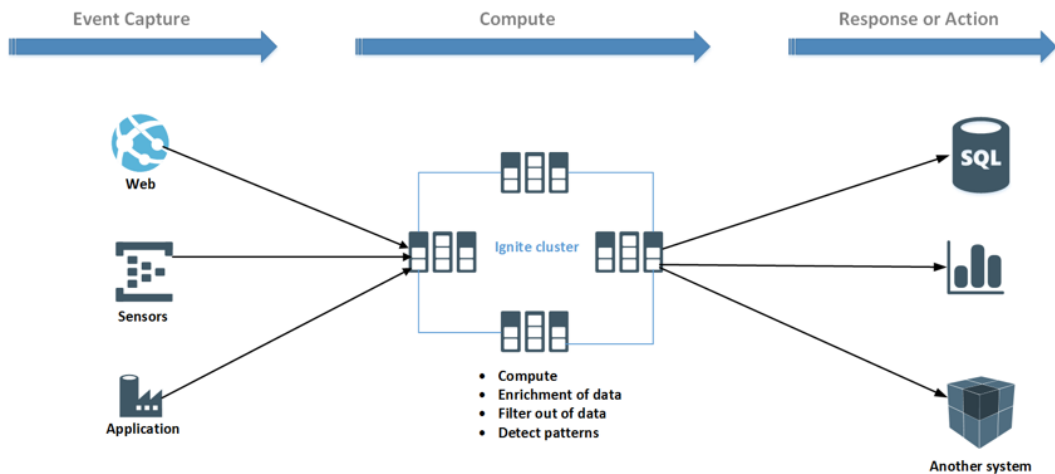 Event Capture
Compute
Response or Action
Web
SQL
Ignite cluster
Sensors
• Compute
• Enrichment of data
• Filter out of data
• Detect patterns
Application
Another system